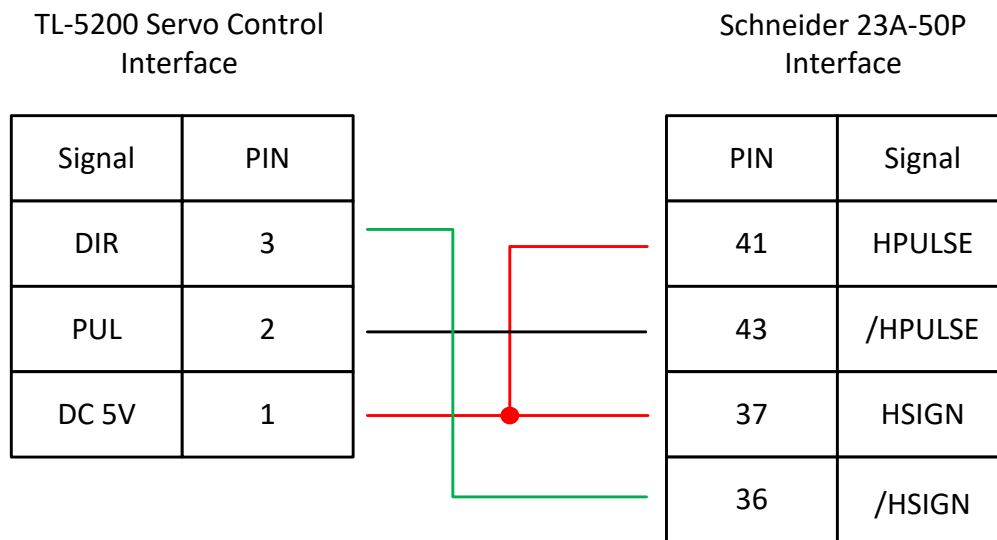 TL-5200 Servo Control
Interface
Signal PIN
DIR 3
PUL 2
DC 5V 1
Schneider 23A-50P
Interface
PIN Signal
41 HPULSE
43 /HPULSE
37 HSIGN
36 /HSIGN